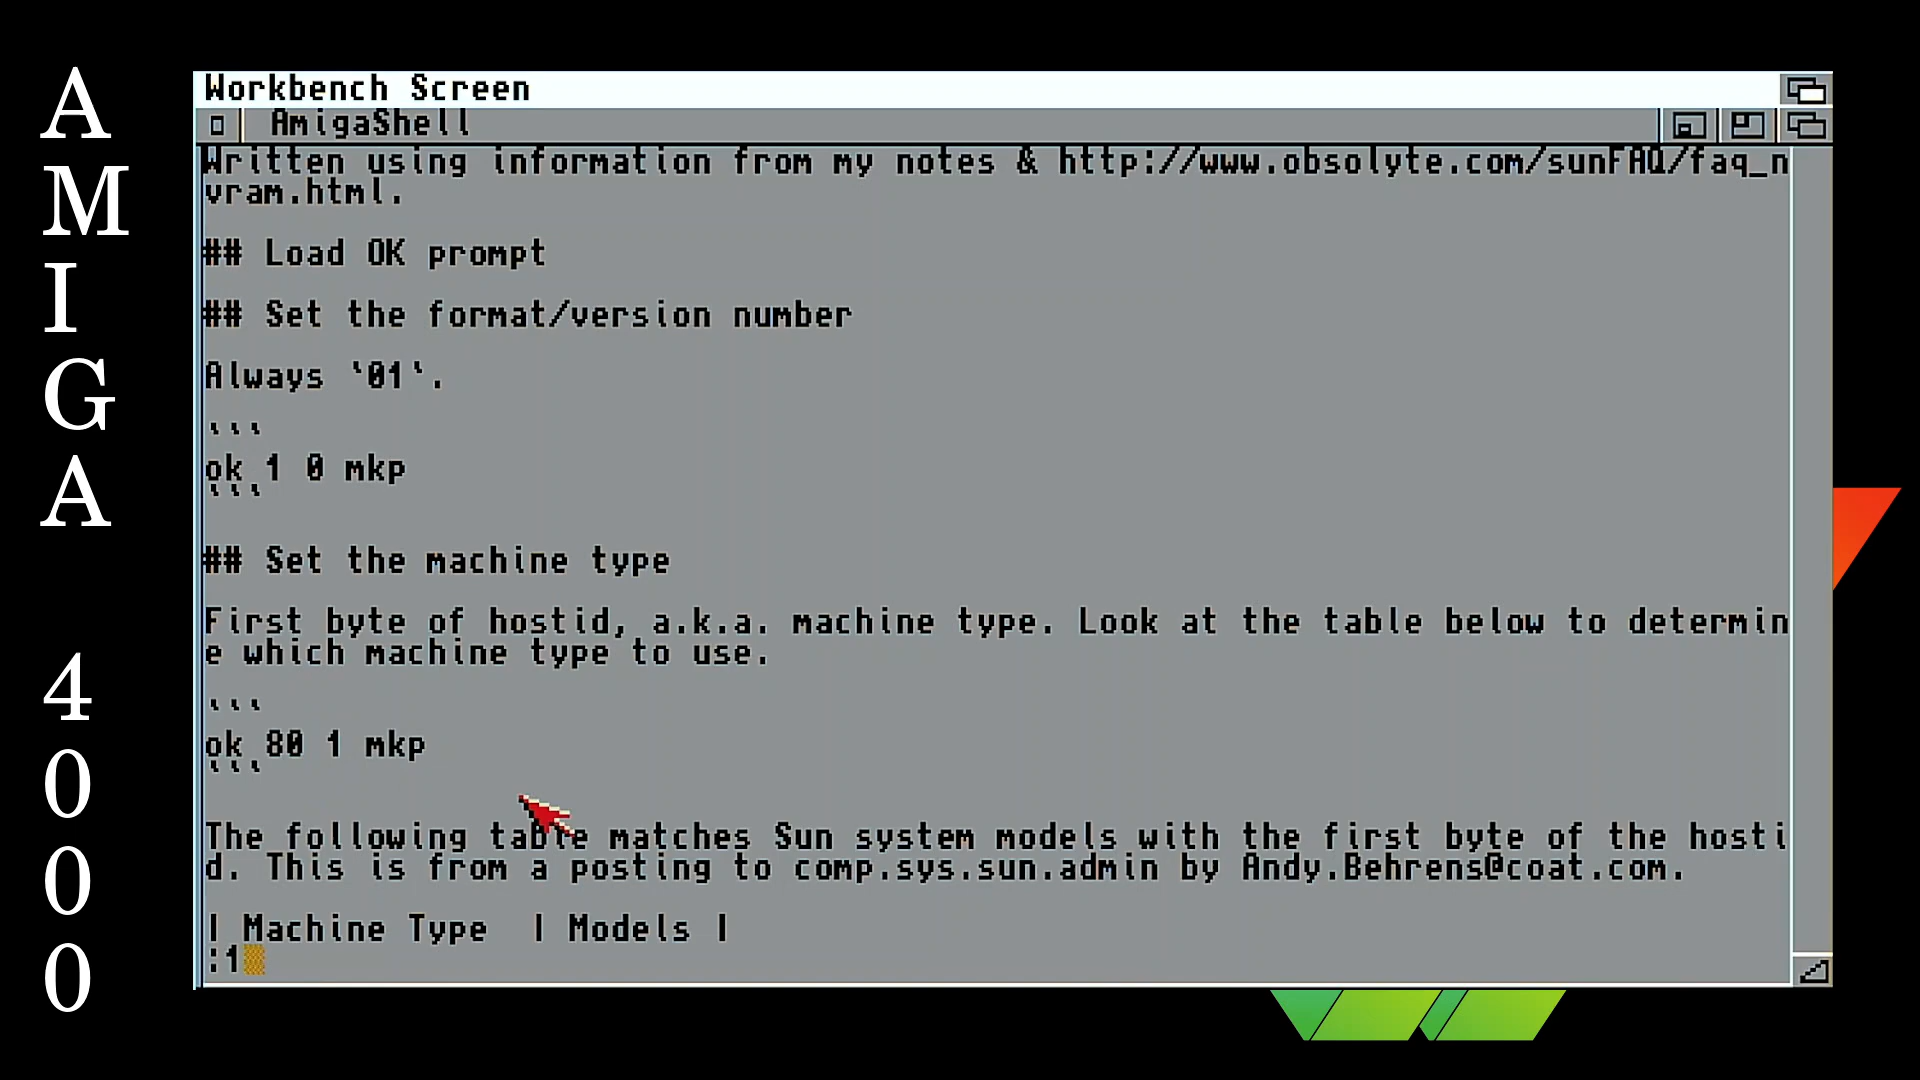 AMIGA
4000
Workbench Screen
AmigaShell
Written using information from my notes & http://www.obsolyte.com/sunFAQ/faq_n
vram.html.
## Load OK prompt
## Set the format/version number
Always `01`.
```
ok 1 0 mkp
```
## Set the machine type
First byte of hostid, a.k.a. machine type. Look at the table below to determin
e which machine type to use.
```
ok 80 1 mkp
```
The following table matches Sun system models with the first byte of the hosti
d. This is from a posting to comp.sys.sun.admin by Andy.Behrens@coat.com.
| Machine Type  | Models |
:1